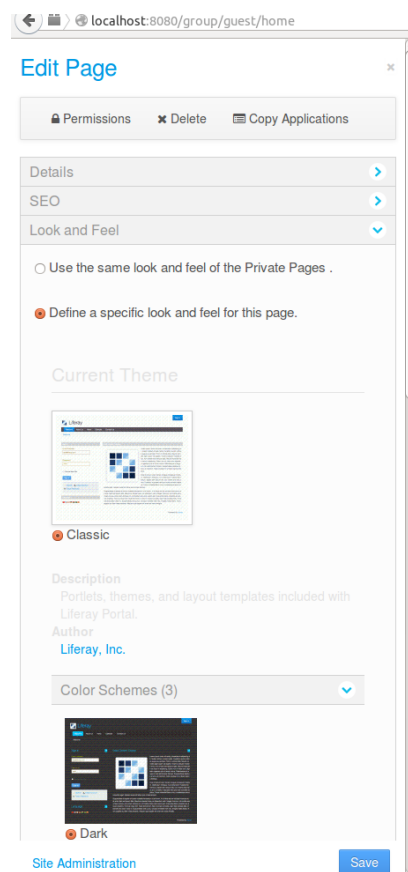 localhost:8080/group/guest/home
Edit Page
×
Permissions Delete Copy Applications
Details
SEO
Look and Feel
Use the same look and feel of the Private Pages .
Define a specific look and feel for this page.
Current Theme
Liferay
Classic
Description
Portlets, themes, and layout templates included with
Liferay Portal.
Author
Liferay, Inc.
Color Schemes (3)
Liferay
Dark
Site Administration Save